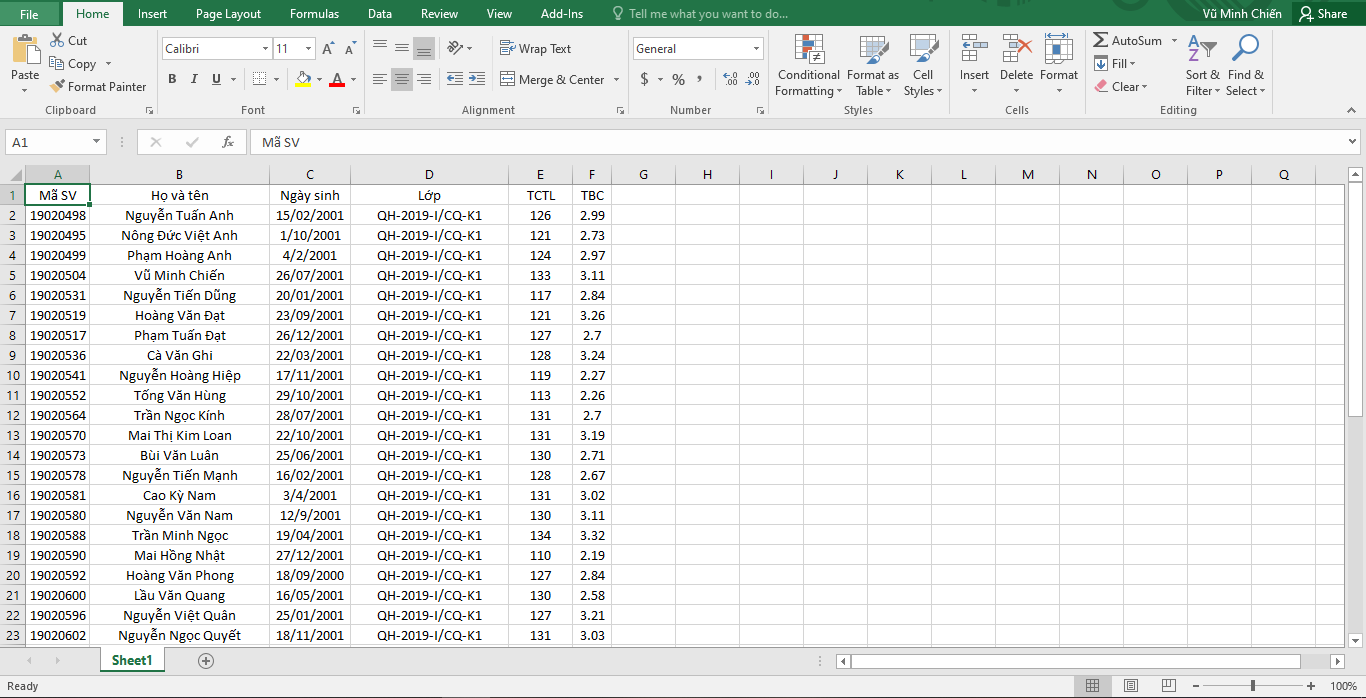 File Home Insert Page Layout Formulas Data Review View Add-Ins Tell me what you want to do... Vũ Minh Chiến Share
Paste
Cut
Copy
Format Painter
Clipboard
Calibri 11 A A
B I U A
Font
Wrap Text
Merge & Center
Alignment
General
$ % , .0 .00 .00 .0
Number
Conditional Formatting
Format as Table
Cell Styles
Styles
Insert Delete Format
Cells
AutoSum
Fill
Clear
Sort & Filter
Find & Select
Editing
A1 fx Mã SV
A B C D E F G H I J K L M N O P Q
1 Mã SV Họ và tên Ngày sinh Lớp TCTL TBC
2 19020498 Nguyễn Tuấn Anh 15/02/2001 QH-2019-I/CQ-K1 126 2.99
3 19020495 Nông Đức Việt Anh 1/10/2001 QH-2019-I/CQ-K1 121 2.73
4 19020499 Phạm Hoàng Anh 4/2/2001 QH-2019-I/CQ-K1 124 2.97
5 19020504 Vũ Minh Chiến 26/07/2001 QH-2019-I/CQ-K1 133 3.11
6 19020531 Nguyễn Tiến Dũng 20/01/2001 QH-2019-I/CQ-K1 117 2.84
7 19020519 Hoàng Văn Đạt 23/09/2001 QH-2019-I/CQ-K1 121 3.26
8 19020517 Phạm Tuấn Đạt 26/12/2001 QH-2019-I/CQ-K1 127 2.7
9 19020536 Cà Văn Ghi 22/03/2001 QH-2019-I/CQ-K1 128 3.24
10 19020541 Nguyễn Hoàng Hiệp 17/11/2001 QH-2019-I/CQ-K1 119 2.27
11 19020552 Tống Văn Hùng 29/10/2001 QH-2019-I/CQ-K1 113 2.26
12 19020564 Trần Ngọc Kính 28/07/2001 QH-2019-I/CQ-K1 131 2.7
13 19020570 Mai Thị Kim Loan 22/10/2001 QH-2019-I/CQ-K1 131 3.19
14 19020573 Bùi Văn Luân 25/06/2001 QH-2019-I/CQ-K1 130 2.71
15 19020578 Nguyễn Tiến Mạnh 16/02/2001 QH-2019-I/CQ-K1 128 2.67
16 19020581 Cao Kỳ Nam 3/4/2001 QH-2019-I/CQ-K1 131 3.02
17 19020580 Nguyễn Văn Nam 12/9/2001 QH-2019-I/CQ-K1 130 3.11
18 19020588 Trần Minh Ngọc 19/04/2001 QH-2019-I/CQ-K1 134 3.32
19 19020590 Mai Hồng Nhật 27/12/2001 QH-2019-I/CQ-K1 110 2.19
20 19020592 Hoàng Văn Phong 18/09/2000 QH-2019-I/CQ-K1 127 2.84
21 19020600 Lầu Văn Quang 16/05/2001 QH-2019-I/CQ-K1 130 2.58
22 19020596 Nguyễn Việt Quân 25/01/2001 QH-2019-I/CQ-K1 127 3.21
23 19020602 Nguyễn Ngọc Quyết 18/11/2001 QH-2019-I/CQ-K1 131 3.03
Sheet1
Ready 100%